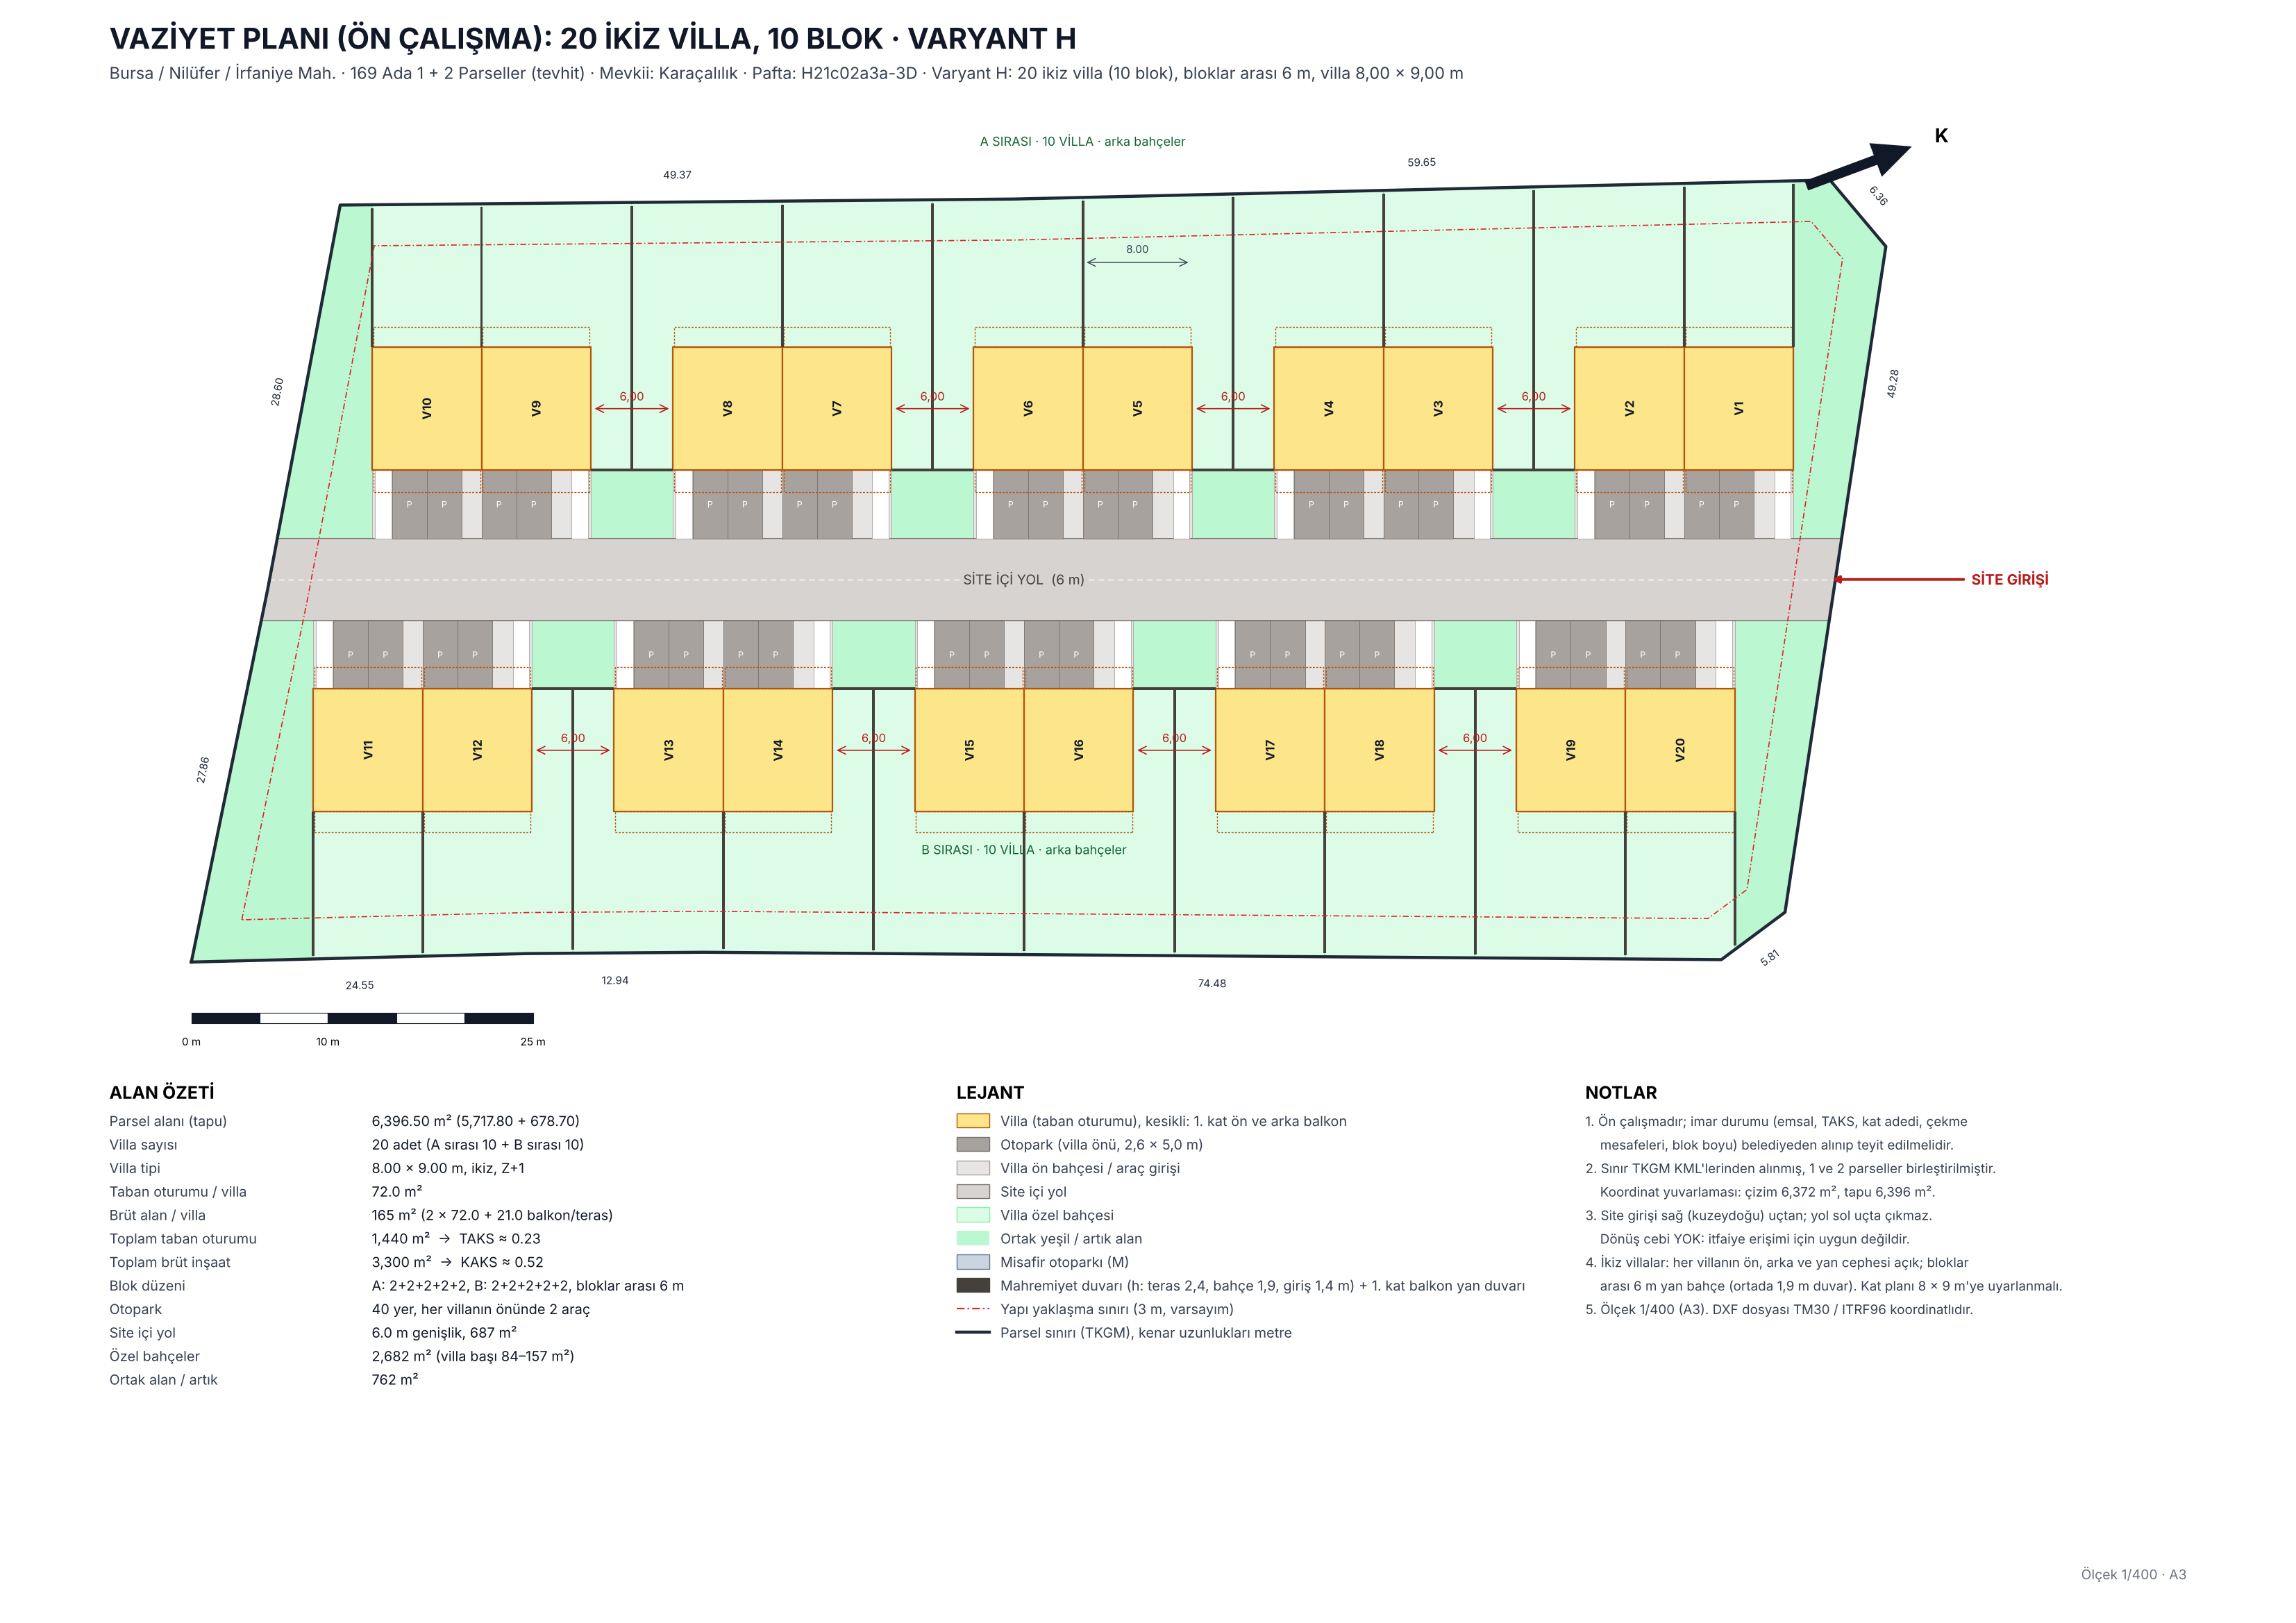 VAZİYET PLANI (ÖN ÇALIŞMA): 20 İKİZ VİLLA, 10 BLOK · VARYANT H
Bursa / Nilüfer / İrfaniye Mah. · 169 Ada 1 + 2 Parseller (tevhit) · Mevkii: Karaçalılık · Pafta: H21c02a3a-3D · Varyant H: 20 ikiz villa (10 blok), bloklar arası 6 m, villa 8,00 × 9,00 m
K
A SIRASI · 10 VİLLA · arka bahçeler
49.37
59.65
6.36
8.00
28.60
49.28
V10
V9
6,00
V8
V7
6,00
V6
V5
6,00
V4
V3
6,00
V2
V1
P P P P P P P P P P P P P P P P P P P P
SİTE İÇİ YOL (6 m)
SİTE GİRİŞİ
P P P P P P P P P P P P P P P P P P P P
V11
V12
6,00
V13
V14
6,00
V15
V16
6,00
V17
V18
6,00
V19
V20
27.86
B SIRASI · 10 VİLLA · arka bahçeler
24.55
12.94
74.48
5.81
0 m
10 m
25 m
ALAN ÖZETİ
Parsel alanı (tapu) 6,396.50 m² (5,717.80 + 678.70)
Villa sayısı 20 adet (A sırası 10 + B sırası 10)
Villa tipi 8.00 × 9.00 m, ikiz, Z+1
Taban oturumu / villa 72.0 m²
Brüt alan / villa 165 m² (2 × 72.0 + 21.0 balkon/teras)
Toplam taban oturumu 1,440 m² → TAKS ≈ 0.23
Toplam brüt inşaat 3,300 m² → KAKS ≈ 0.52
Blok düzeni A: 2+2+2+2+2, B: 2+2+2+2+2, bloklar arası 6 m
Otopark 40 yer, her villanın önünde 2 araç
Site içi yol 6.0 m genişlik, 687 m²
Özel bahçeler 2,682 m² (villa başı 84–157 m²)
Ortak alan / artık 762 m²
LEJANT
Villa (taban oturumu), kesikli: 1. kat ön ve arka balkon
Otopark (villa önü, 2,6 × 5,0 m)
Villa ön bahçesi / araç girişi
Site içi yol
Villa özel bahçesi
Ortak yeşil / artık alan
Misafir otoparkı (M)
Mahremiyet duvarı (h: teras 2,4, bahçe 1,9, giriş 1,4 m) + 1. kat balkon yan duvarı
Yapı yaklaşma sınırı (3 m, varsayım)
Parsel sınırı (TKGM), kenar uzunlukları metre
NOTLAR
1. Ön çalışmadır; imar durumu (emsal, TAKS, kat adedi, çekme
mesafeleri, blok boyu) belediyeden alınıp teyit edilmelidir.
2. Sınır TKGM KML'lerinden alınmış, 1 ve 2 parseller birleştirilmiştir.
Koordinat yuvarlaması: çizim 6,372 m², tapu 6,396 m².
3. Site girişi sağ (kuzeydoğu) uçtan; yol sol uçta çıkmaz.
Dönüş cebi YOK: itfaiye erişimi için uygun değildir.
4. İkiz villalar: her villanın ön, arka ve yan cephesi açık; bloklar
arası 6 m yan bahçe (ortada 1,9 m duvar). Kat planı 8 × 9 m'ye uyarlanmalı.
5. Ölçek 1/400 (A3). DXF dosyası TM30 / ITRF96 koordinatlıdır.
Ölçek 1/400 · A3